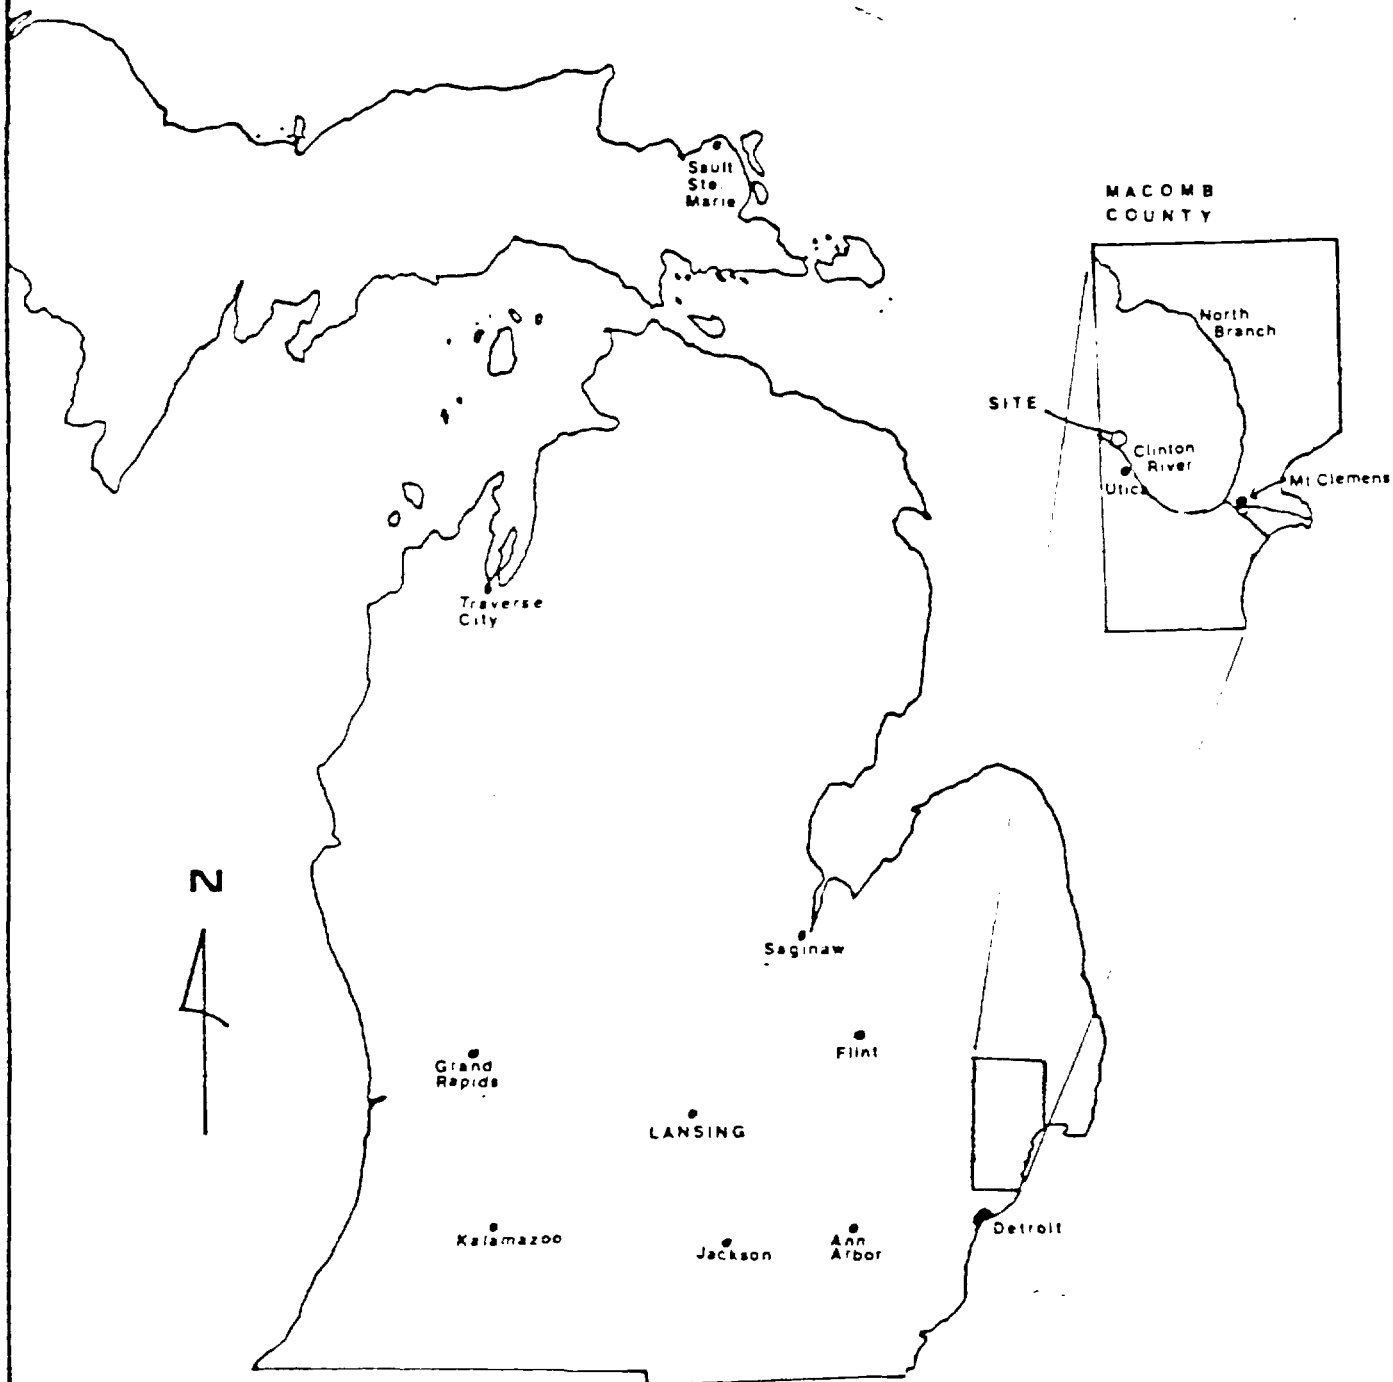 Sault
Ste.
Marie
MACOMB
COUNTY
North
Branch
SITE
Clinton
River
Utica
Mt Clemens
Traverse
City
N
Saginaw
Flint
Grand
Rapids
LANSING
Kalamazoo
Jackson
Ann
Arbor
Detroit